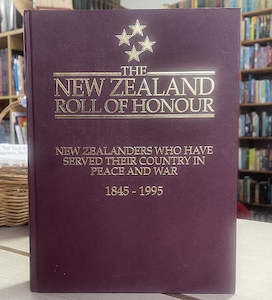 THE
NEW ZEALAND
ROLL OF HONOUR
NEW ZEALANDERS WHO HAVE
SERVED THEIR COUNTRY IN
PEACE AND WAR
1845 - 1995